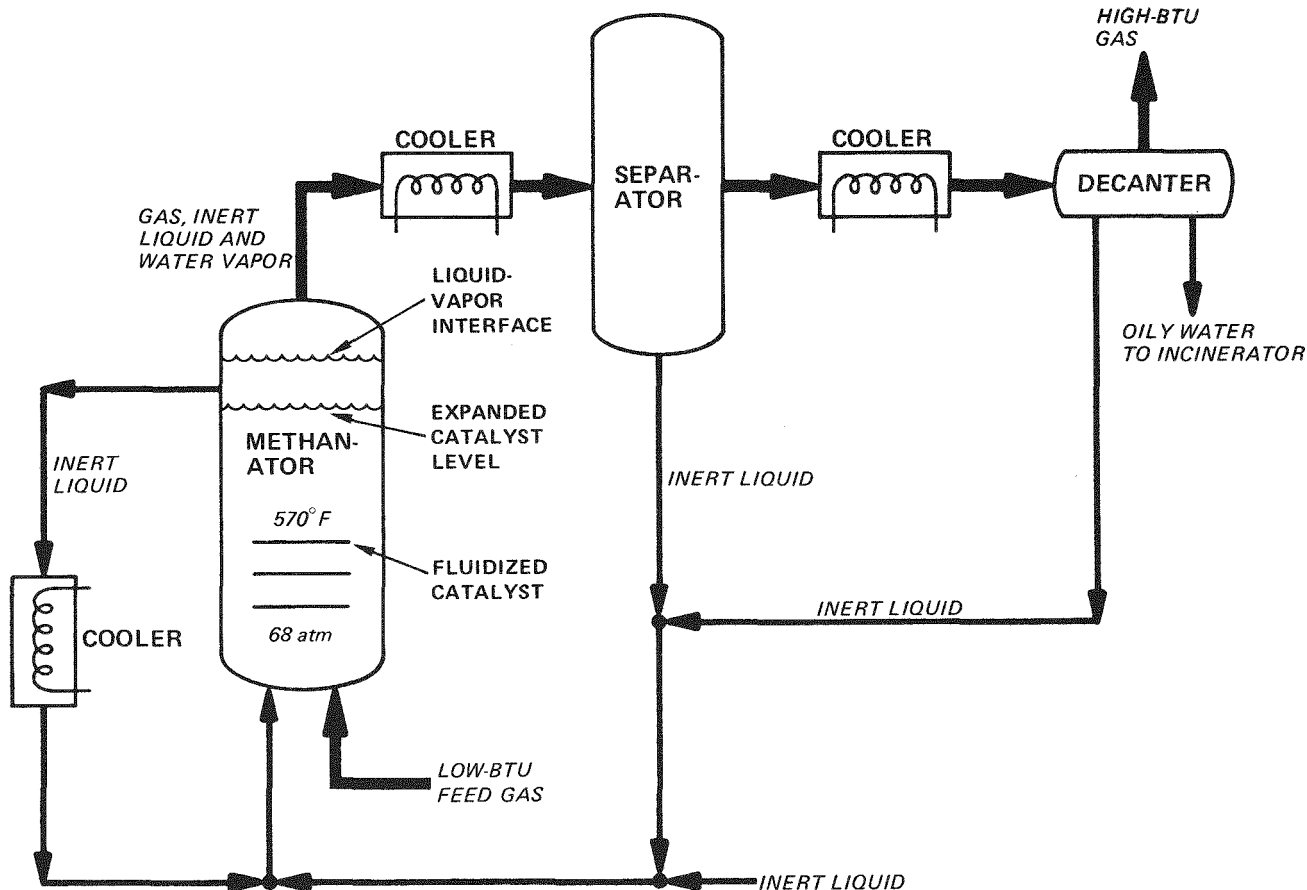 HIGH-BTU
GAS
COOLER
COOLER
SEPAR-
ATOR
DECANTER
GAS, INERT
LIQUID AND
WATER VAPOR
LIQUID-
VAPOR
INTERFACE
OILY WATER
TO INCINERATOR
EXPANDED
CATALYST
LEVEL
METHAN-
ATOR
INERT
LIQUID
INERT LIQUID
570° F
FLUIDIZED
CATALYST
INERT LIQUID
68 atm
COOLER
LOW-BTU
FEED GAS
INERT LIQUID